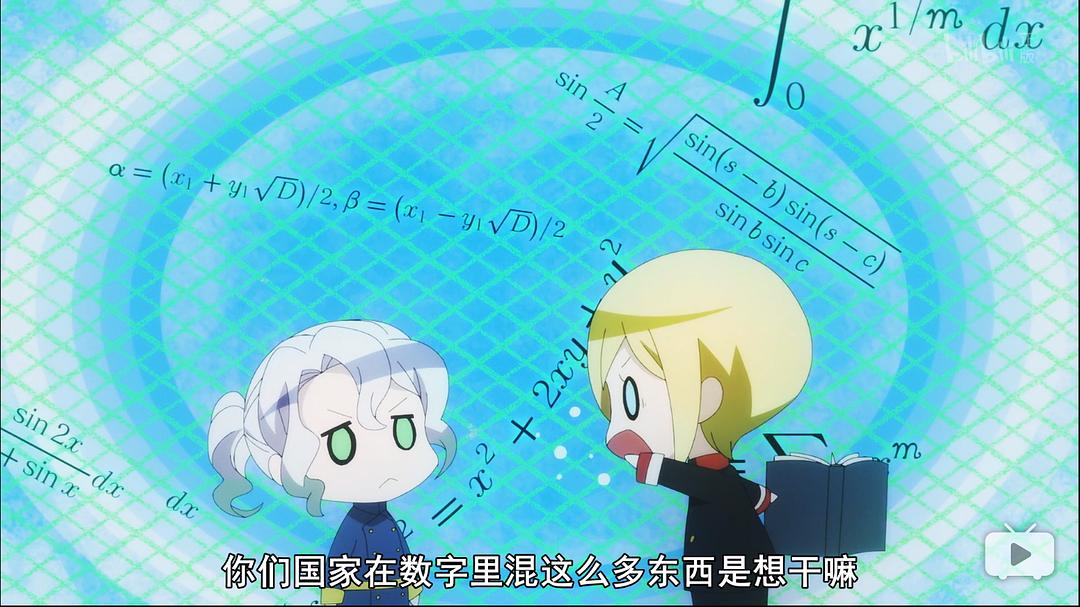 ∫₀ x^{1/m} dx
sin A/2 = √(sin(s − b) sin(s − c) / sin b sin c)
α = (x₁ + y₁√D)/2, β = (x₁ − y₁√D)/2
² = x² + 2xy + y²
sin 2x
+ sin x dx
dx
= Σ m
你们国家在数字里混这么多东西是想干嘛